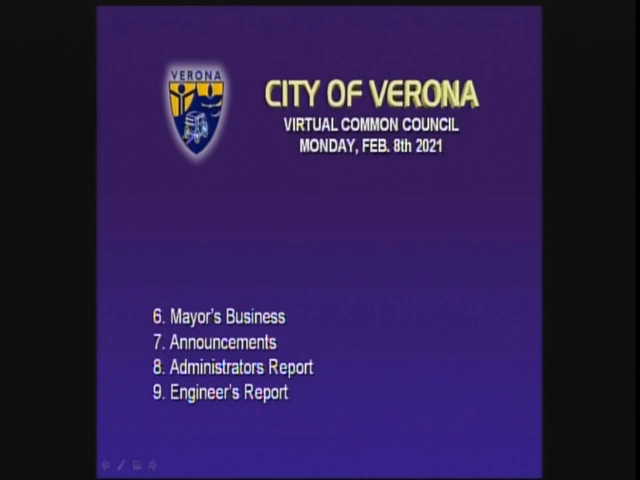 VERONA
CITY OF VERONA
VIRTUAL COMMON COUNCIL
MONDAY, FEB. 8th 2021
6. Mayor's Business
7. Announcements
8. Administrators Report
9. Engineer's Report